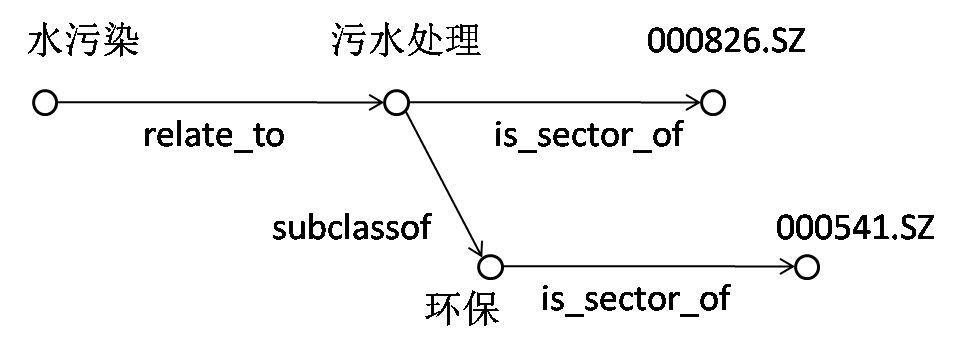 水污染
污水处理
000826.SZ
relate_to
is_sector_of
subclassof
000541.SZ
环保
is_sector_of